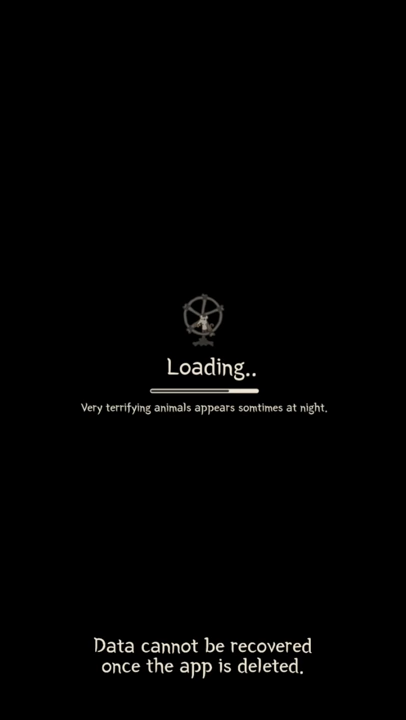 Loading..
Very terrifying animals appears somtimes at night.
Data cannot be recovered
once the app is deleted.